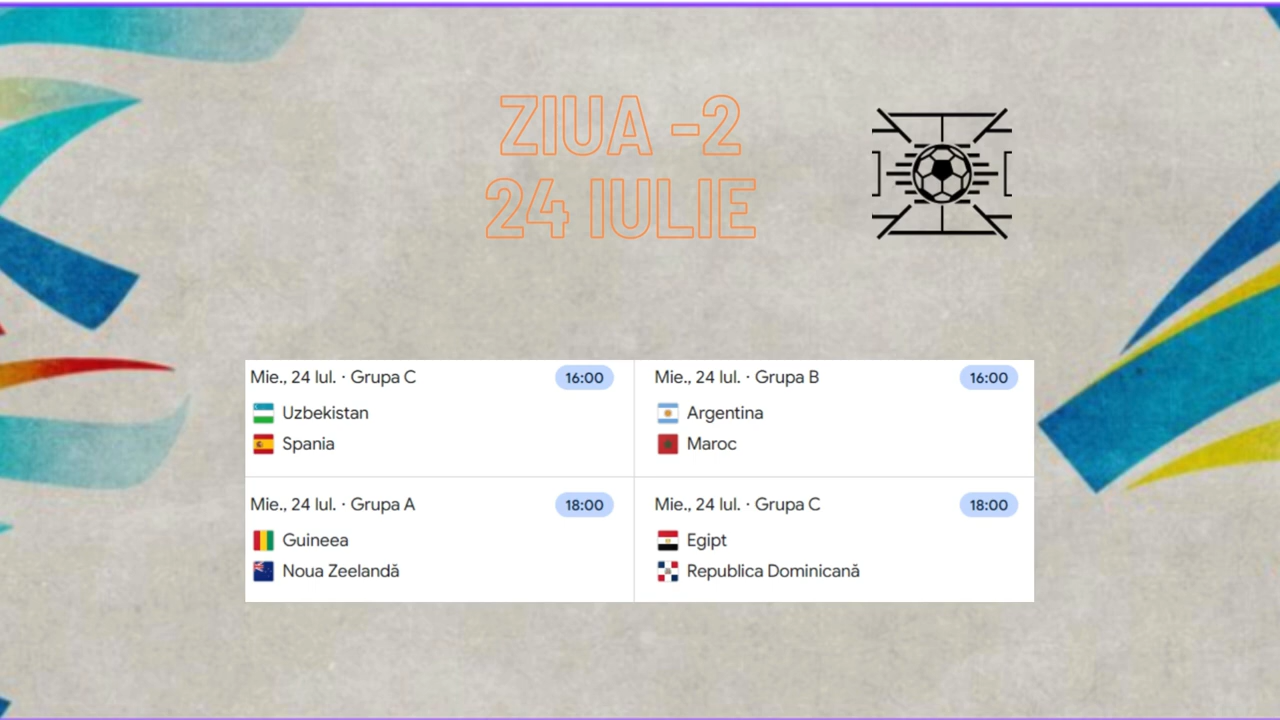 ZIUA -2
24 IULIE
Mie., 24 Iul. · Grupa C 16:00
Uzbekistan
Spania
Mie., 24 Iul. · Grupa B 16:00
Argentina
Maroc
Mie., 24 Iul. · Grupa A 18:00
Guineea
Noua Zeelandă
Mie., 24 Iul. · Grupa C 18:00
Egipt
Republica Dominicană